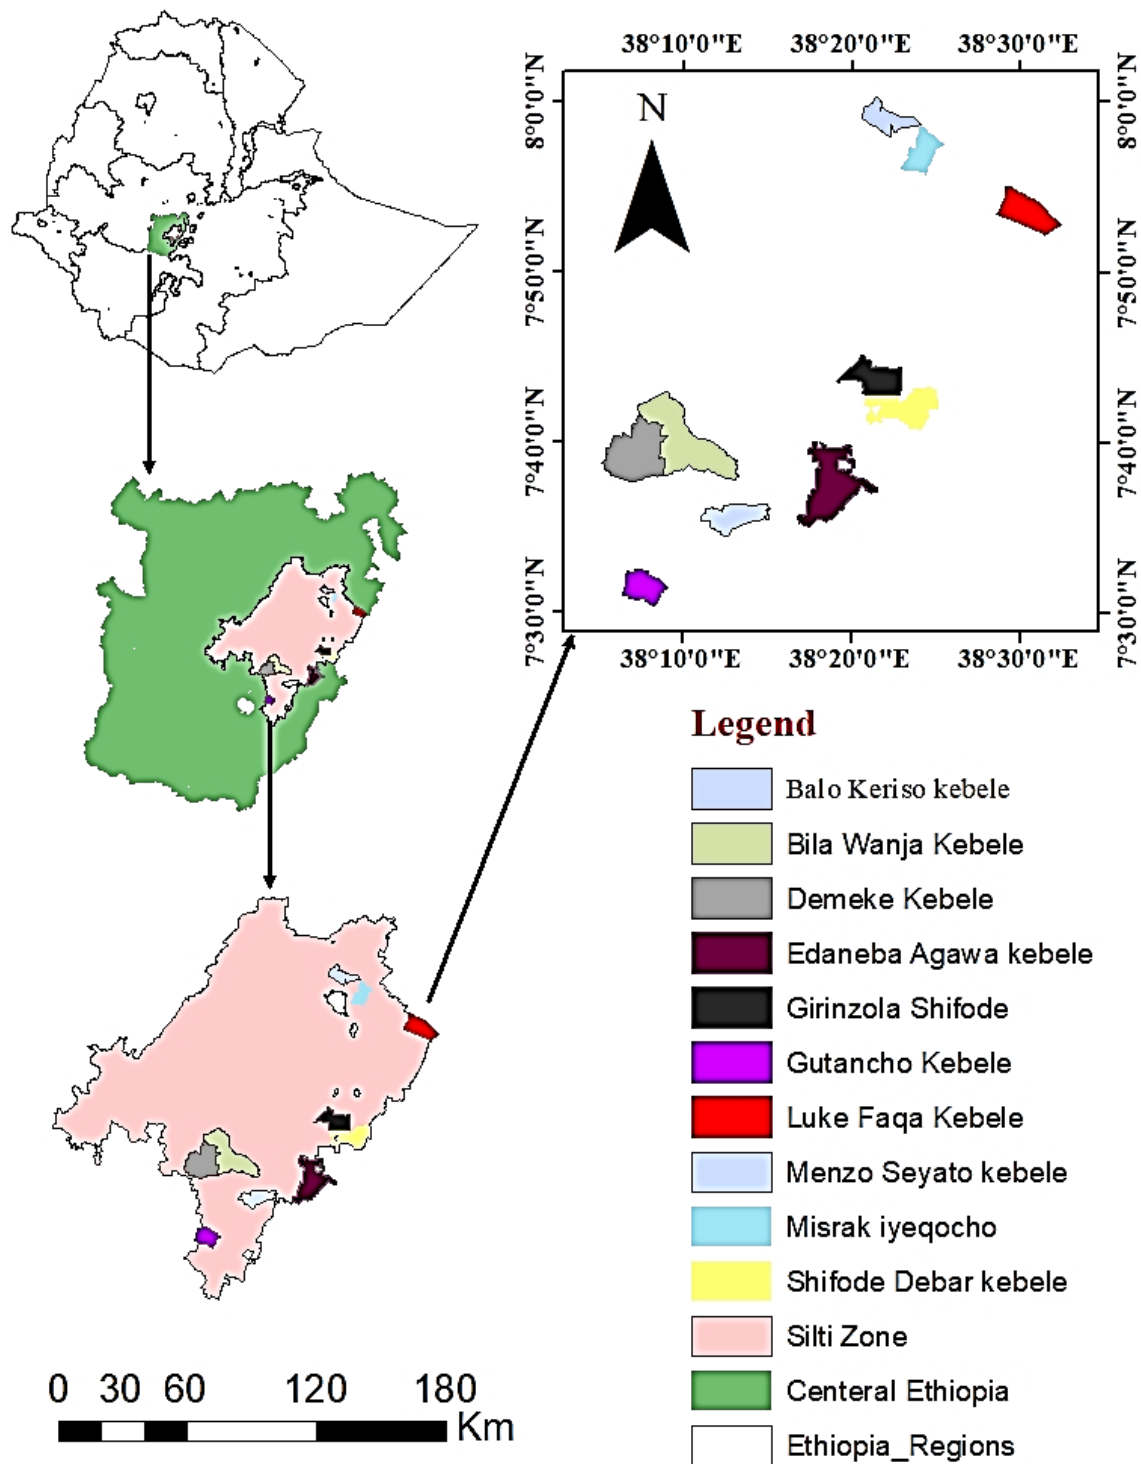 38°10'0"E 38°20'0"E 38°30'0"E
N
8°0'0"N 8°0'0"N
7°50'0"N 7°50'0"N
7°40'0"N 7°40'0"N
7°30'0"N 7°30'0"N
38°10'0"E 38°20'0"E 38°30'0"E
Legend
Balo Keriso kebele
Bila Wanja Kebele
Demeke Kebele
Edaneba Agawa kebele
Girinzola Shifode
Gutancho Kebele
Luke Faqa Kebele
Menzo Seyato kebele
Misrak iyeqocho
Shifode Debar kebele
Silti Zone
Centeral Ethiopia
Ethiopia_Regions
0 30 60 120 180
Km